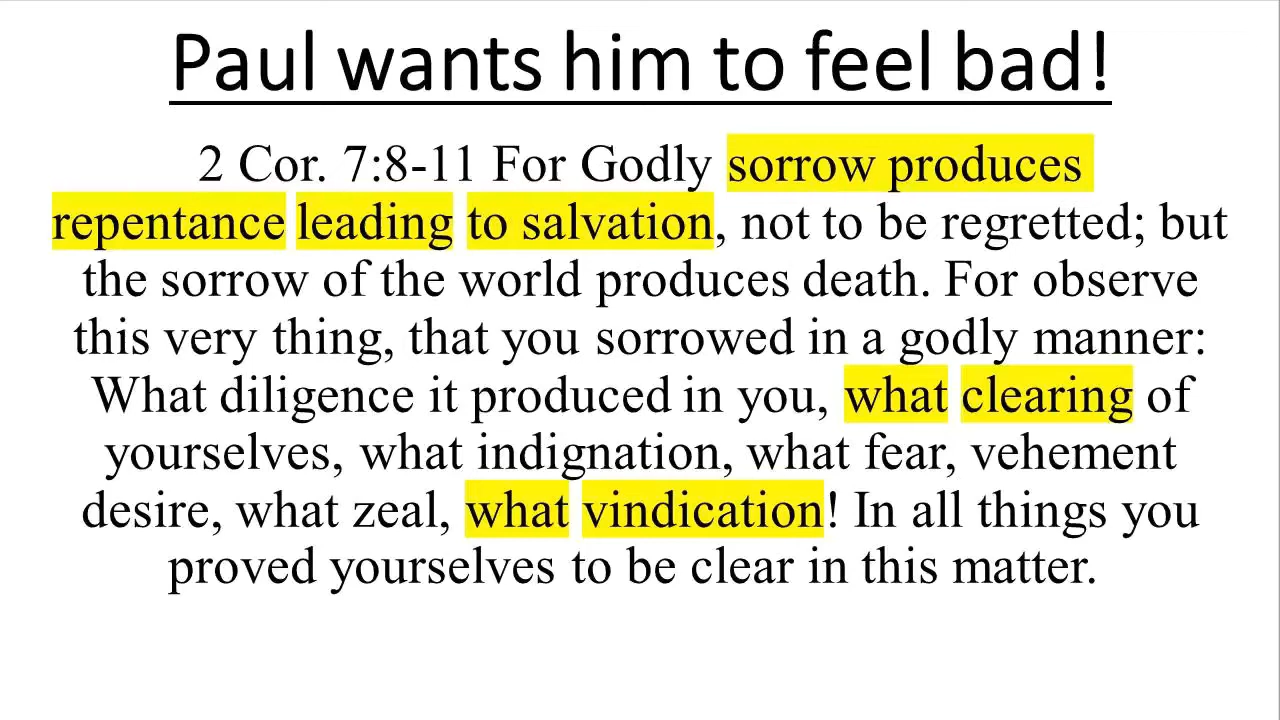 Paul wants him to feel bad!
2 Cor. 7:8-11 For Godly sorrow produces
repentance leading to salvation, not to be regretted; but
the sorrow of the world produces death. For observe
this very thing, that you sorrowed in a godly manner:
What diligence it produced in you, what clearing of
yourselves, what indignation, what fear, vehement
desire, what zeal, what vindication! In all things you
proved yourselves to be clear in this matter.